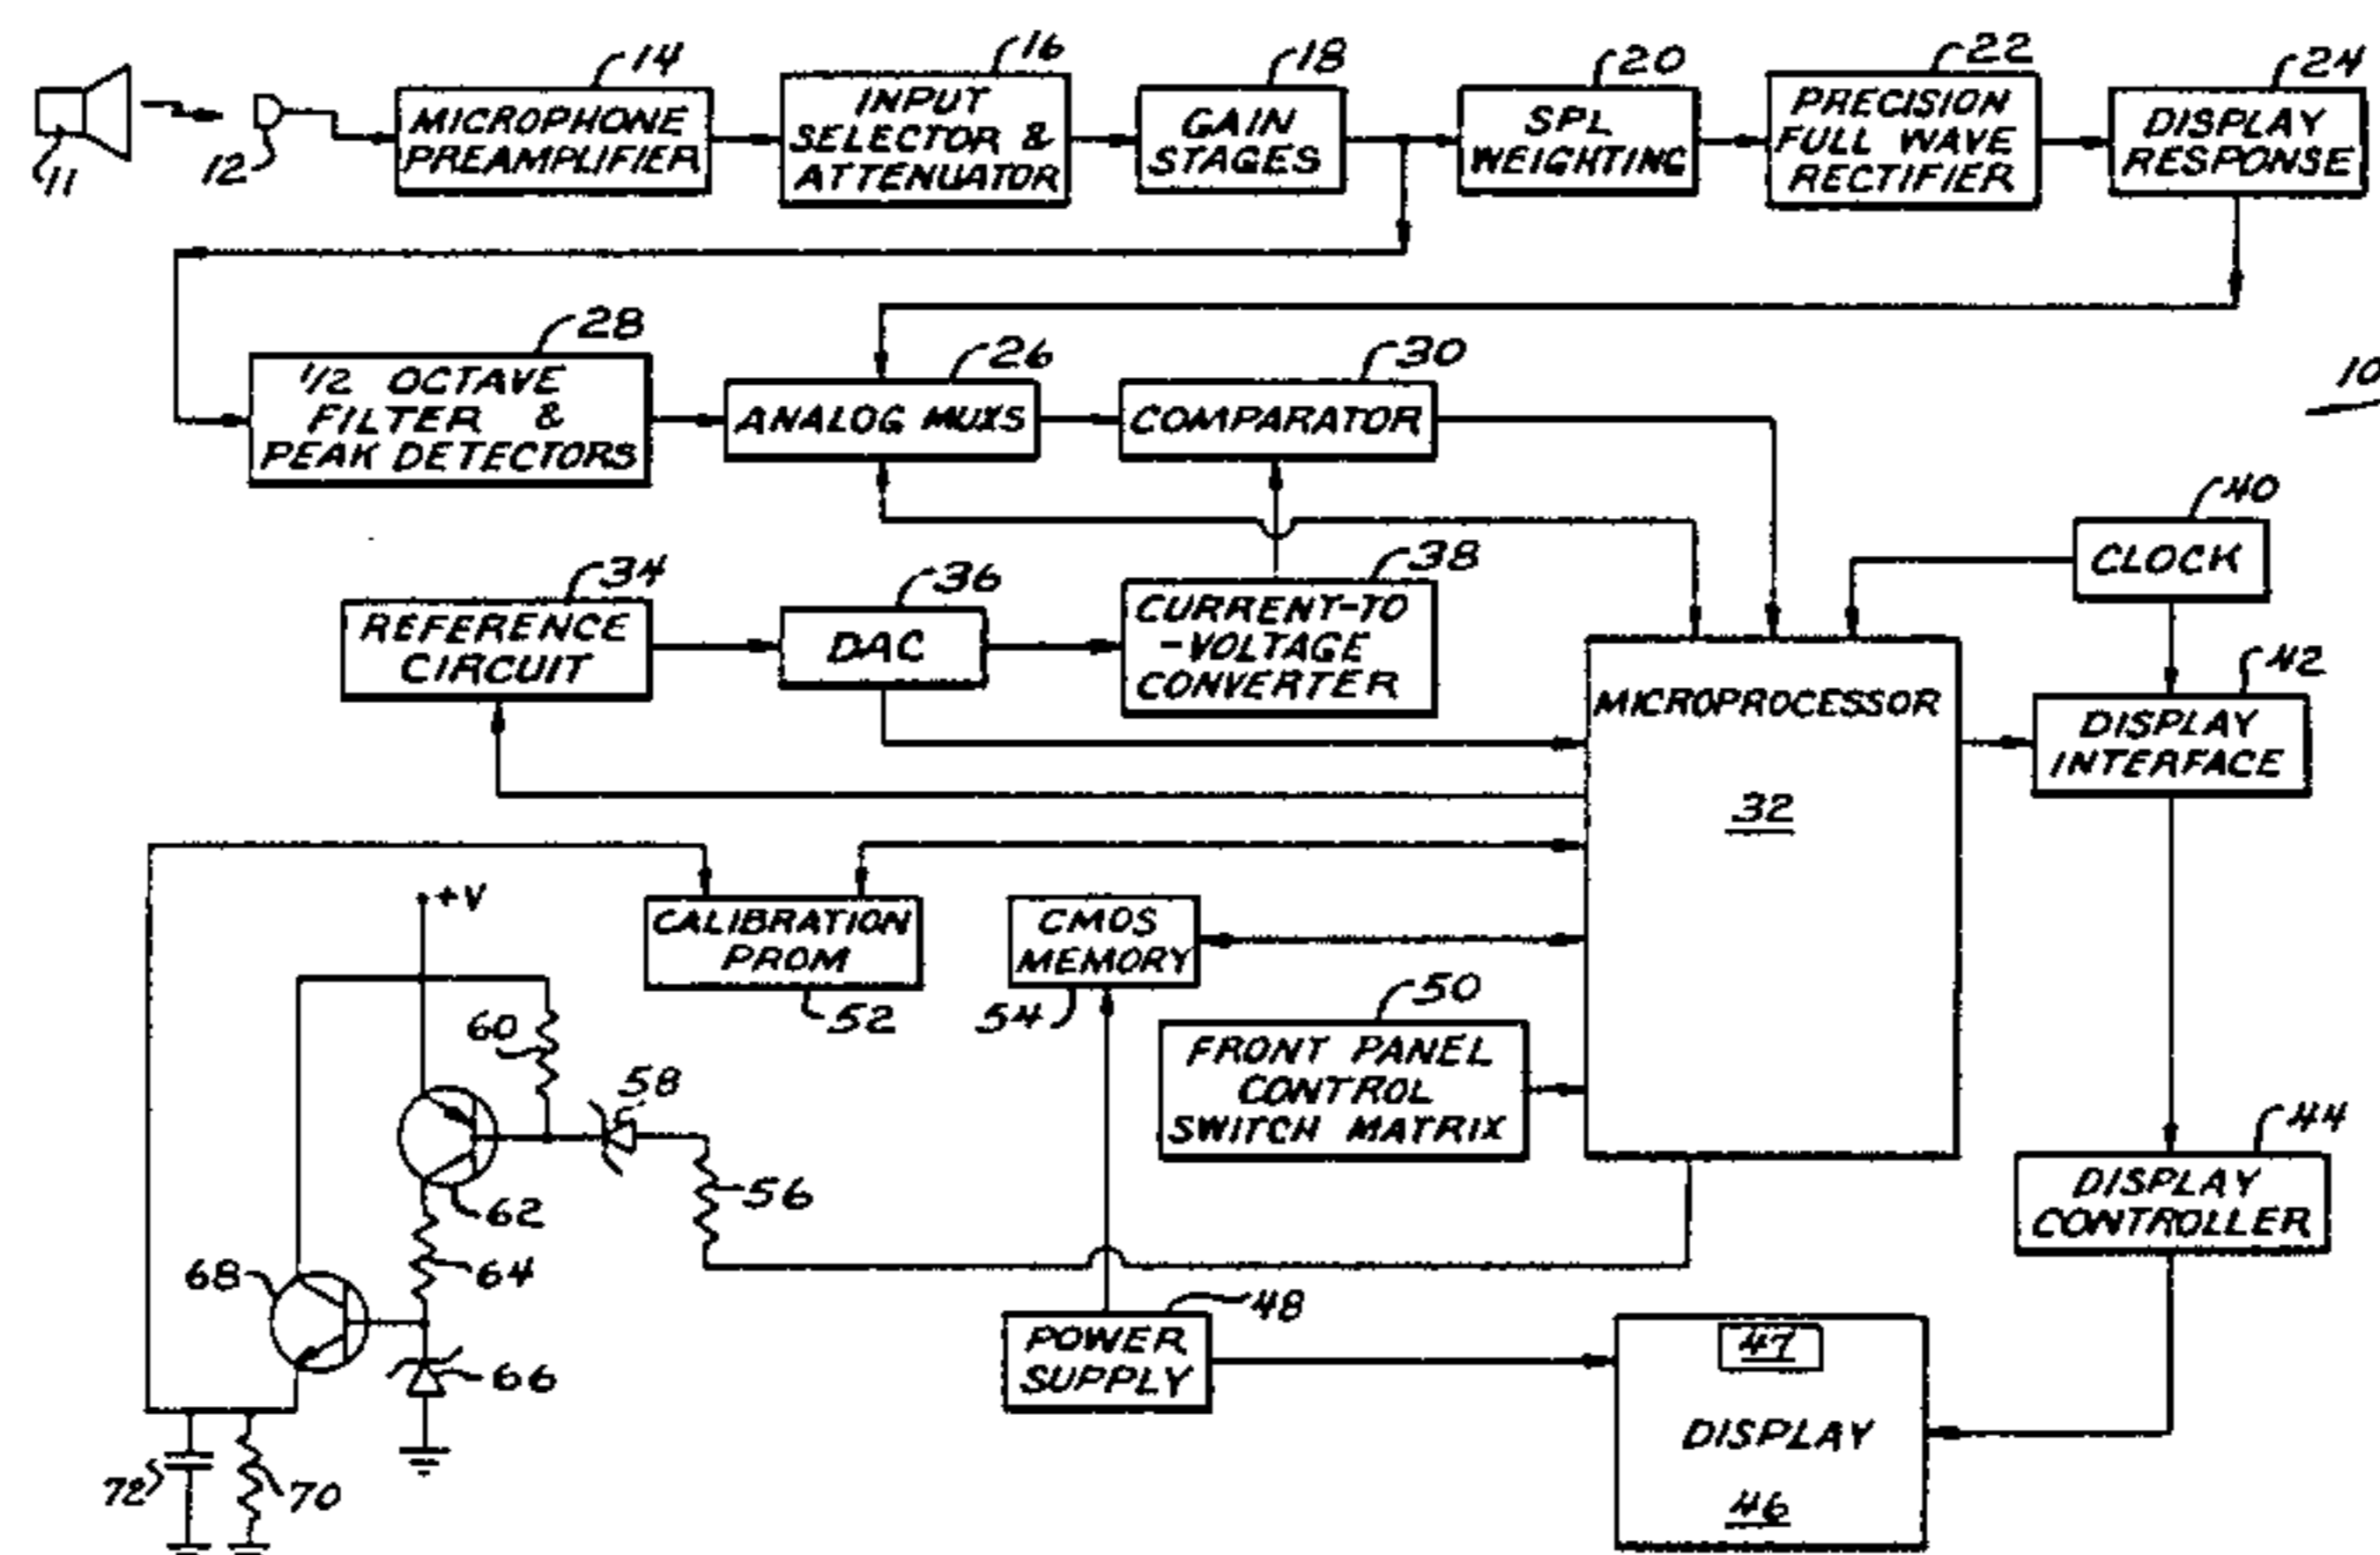 14
16
18
20
22
24
11
12
MICROPHONE
PREAMPLIFIER
INPUT
SELECTOR &
ATTENUATOR
GAIN
STAGES
SPL
WEIGHTING
PRECISION
FULL WAVE
RECTIFIER
DISPLAY
RESPONSE
28
26
30
10
1/2 OCTAVE
FILTER &
PEAK DETECTORS
ANALOG MUXS
COMPARATOR
40
CLOCK
34
36
38
REFERENCE
CIRCUIT
DAC
CURRENT-TO
-VOLTAGE
CONVERTER
MICROPROCESSOR
32
42
DISPLAY
INTERFACE
+V
CALIBRATION
PROM
52
CMOS
MEMORY
54
50
FRONT PANEL
CONTROL
SWITCH MATRIX
60
58
56
62
64
68
66
72
70
44
DISPLAY
CONTROLLER
48
POWER
SUPPLY
47
DISPLAY
46